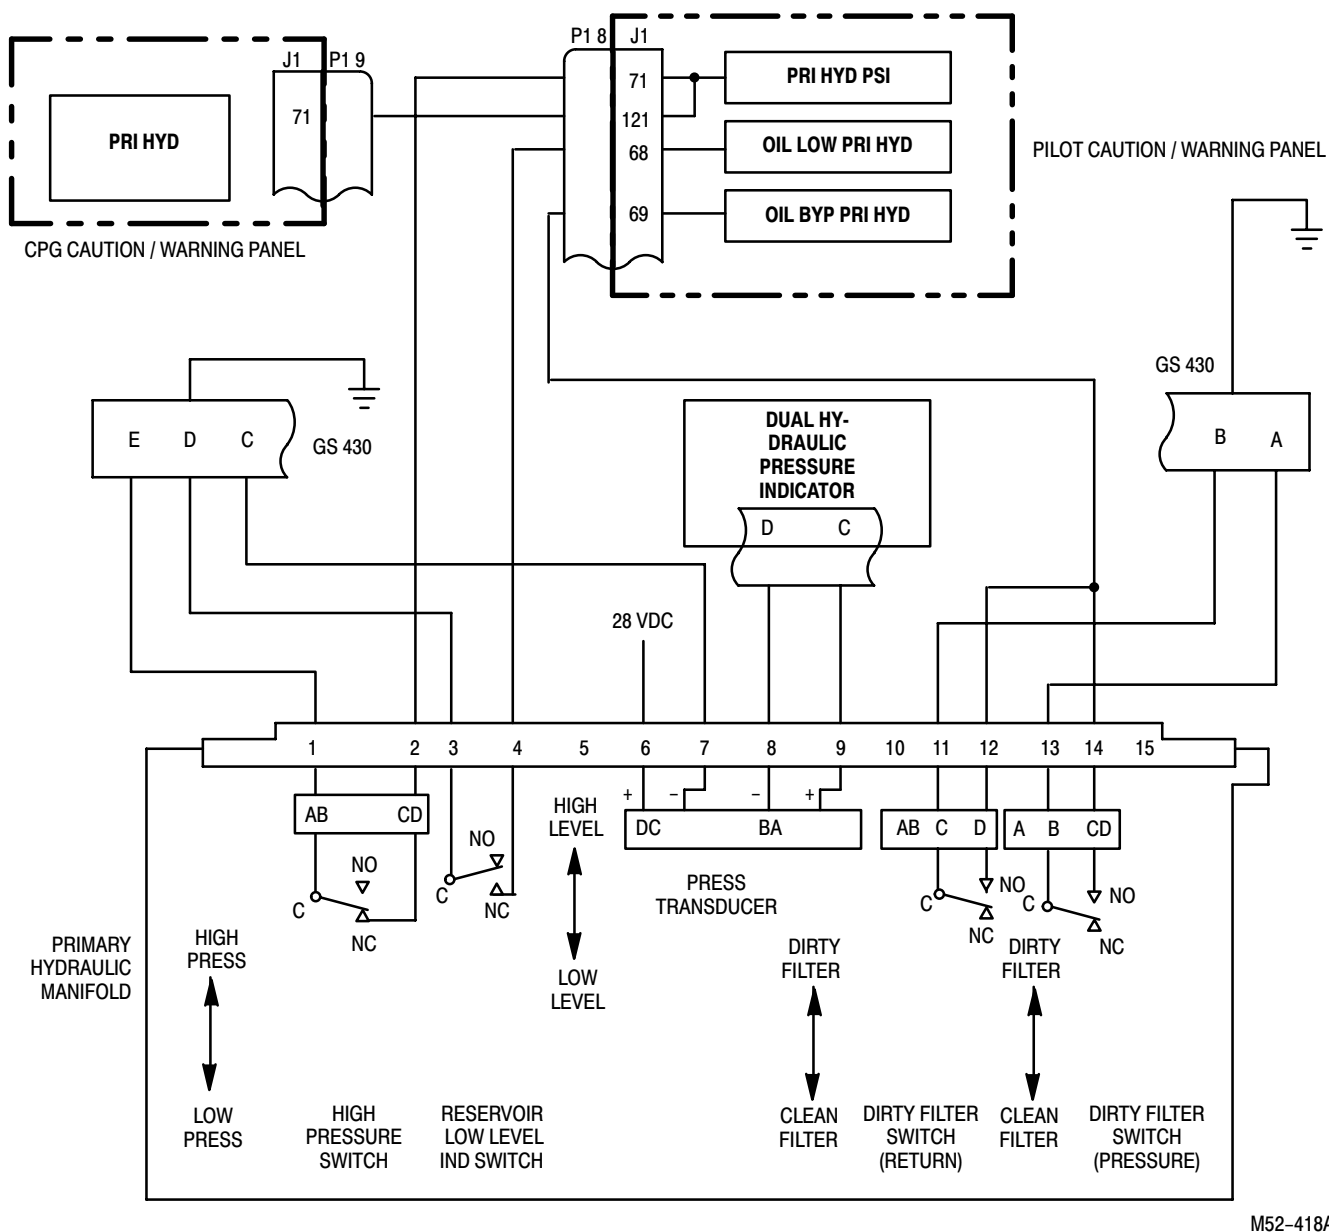 P1 8 J1
J1 P1 9
71
PRI HYD PSI
71
121
PRI HYD
OIL LOW PRI HYD
68
PILOT CAUTION / WARNING PANEL
69
OIL BYP PRI HYD
CPG CAUTION / WARNING PANEL
GS 430
E D C
GS 430
DUAL HY-
DRAULIC
PRESSURE
INDICATOR
B A
D C
28 VDC
1 2 3 4 5 6 7 8 9 10 11 12 13 14 15
+ – – +
AB CD
HIGH
LEVEL
DC BA
AB C D
A B CD
NO
NO
C
NC
C
NC
PRESS
TRANSDUCER
NO
C
NC
NO
C
NC
PRIMARY
HYDRAULIC
MANIFOLD
HIGH
PRESS
LOW
LEVEL
DIRTY
FILTER
DIRTY
FILTER
LOW
PRESS
HIGH
PRESSURE
SWITCH
RESERVOIR
LOW LEVEL
IND SWITCH
CLEAN
FILTER
DIRTY FILTER
SWITCH
(RETURN)
CLEAN
FILTER
DIRTY FILTER
SWITCH
(PRESSURE)
M52–418A